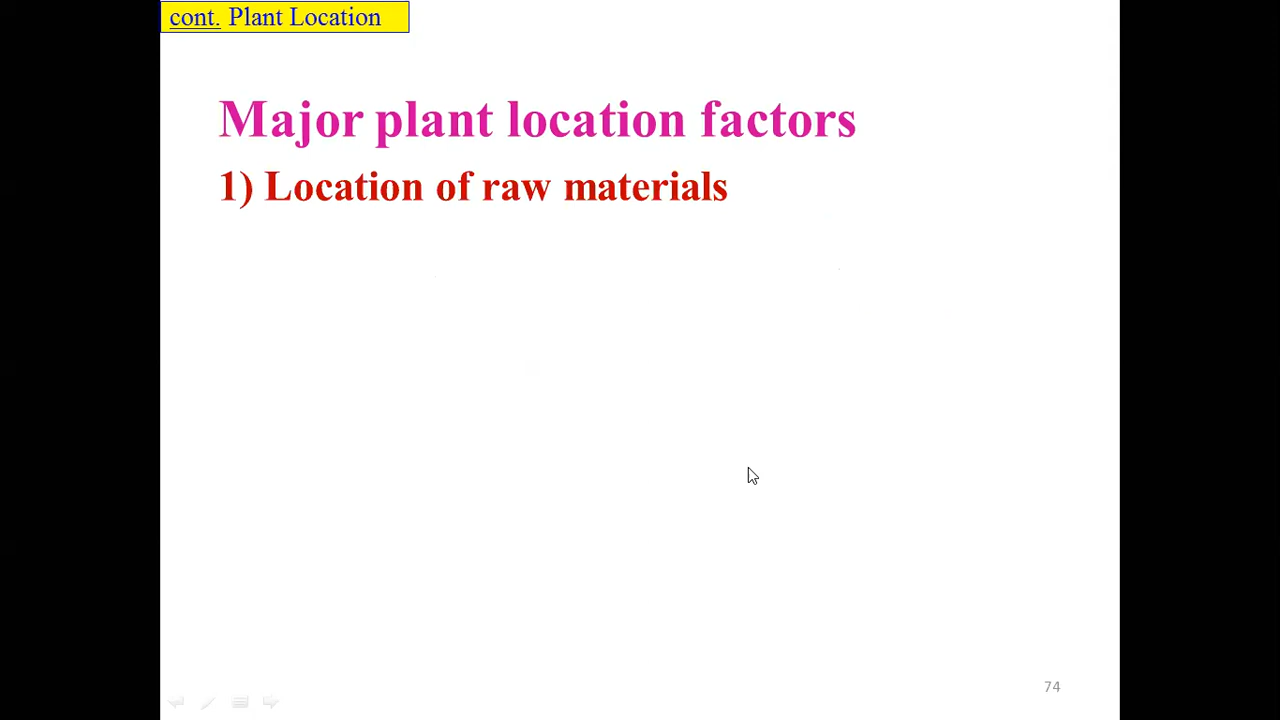 cont. Plant Location
Major plant location factors
1) Location of raw materials
74